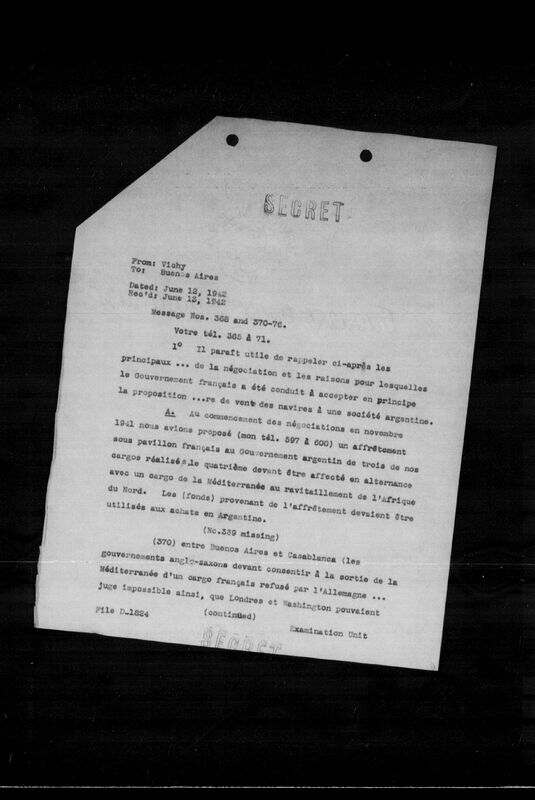 SECRET
From: Vichy
To: Buenos Aires
Dated: June 12, 1942
Rec'd: June 13, 1942
Message Nos. 368 and 370-76.
Votre tél. 365 à 71.
1° Il paraît utile de rappeler ci-après les
principaux ... de la négociation et les raisons pour lesquelles
le Gouvernement français a été conduit à accepter en principe
la proposition ...re de vente des navires à une société argentine.
A. Au commencement des négociations en novembre
1941 nous avions proposé (mon tél. 597 à 600) un affrêtement
sous pavillon français au Gouvernement argentin de trois de nos
cargos réalisés,le quatrième devant être affecté en alternance
avec un cargo de la Méditerranée au ravitaillement de l'Afrique
du Nord. Les (fonds) provenant de l'affrêtement devaient être
utilisés aux achats en Argentine.
(No.339 missing)
(370) entre Buenos Aires et Casablanca (les
gouvernements anglo-saxons devant consentir à la sortie de la
Méditerranée d'un cargo français refusé par l'Allemagne ...
juge impossible ainsi, que Londres et Washington pouvaient
File D-1824
(continued)
Examination Unit
SECRET